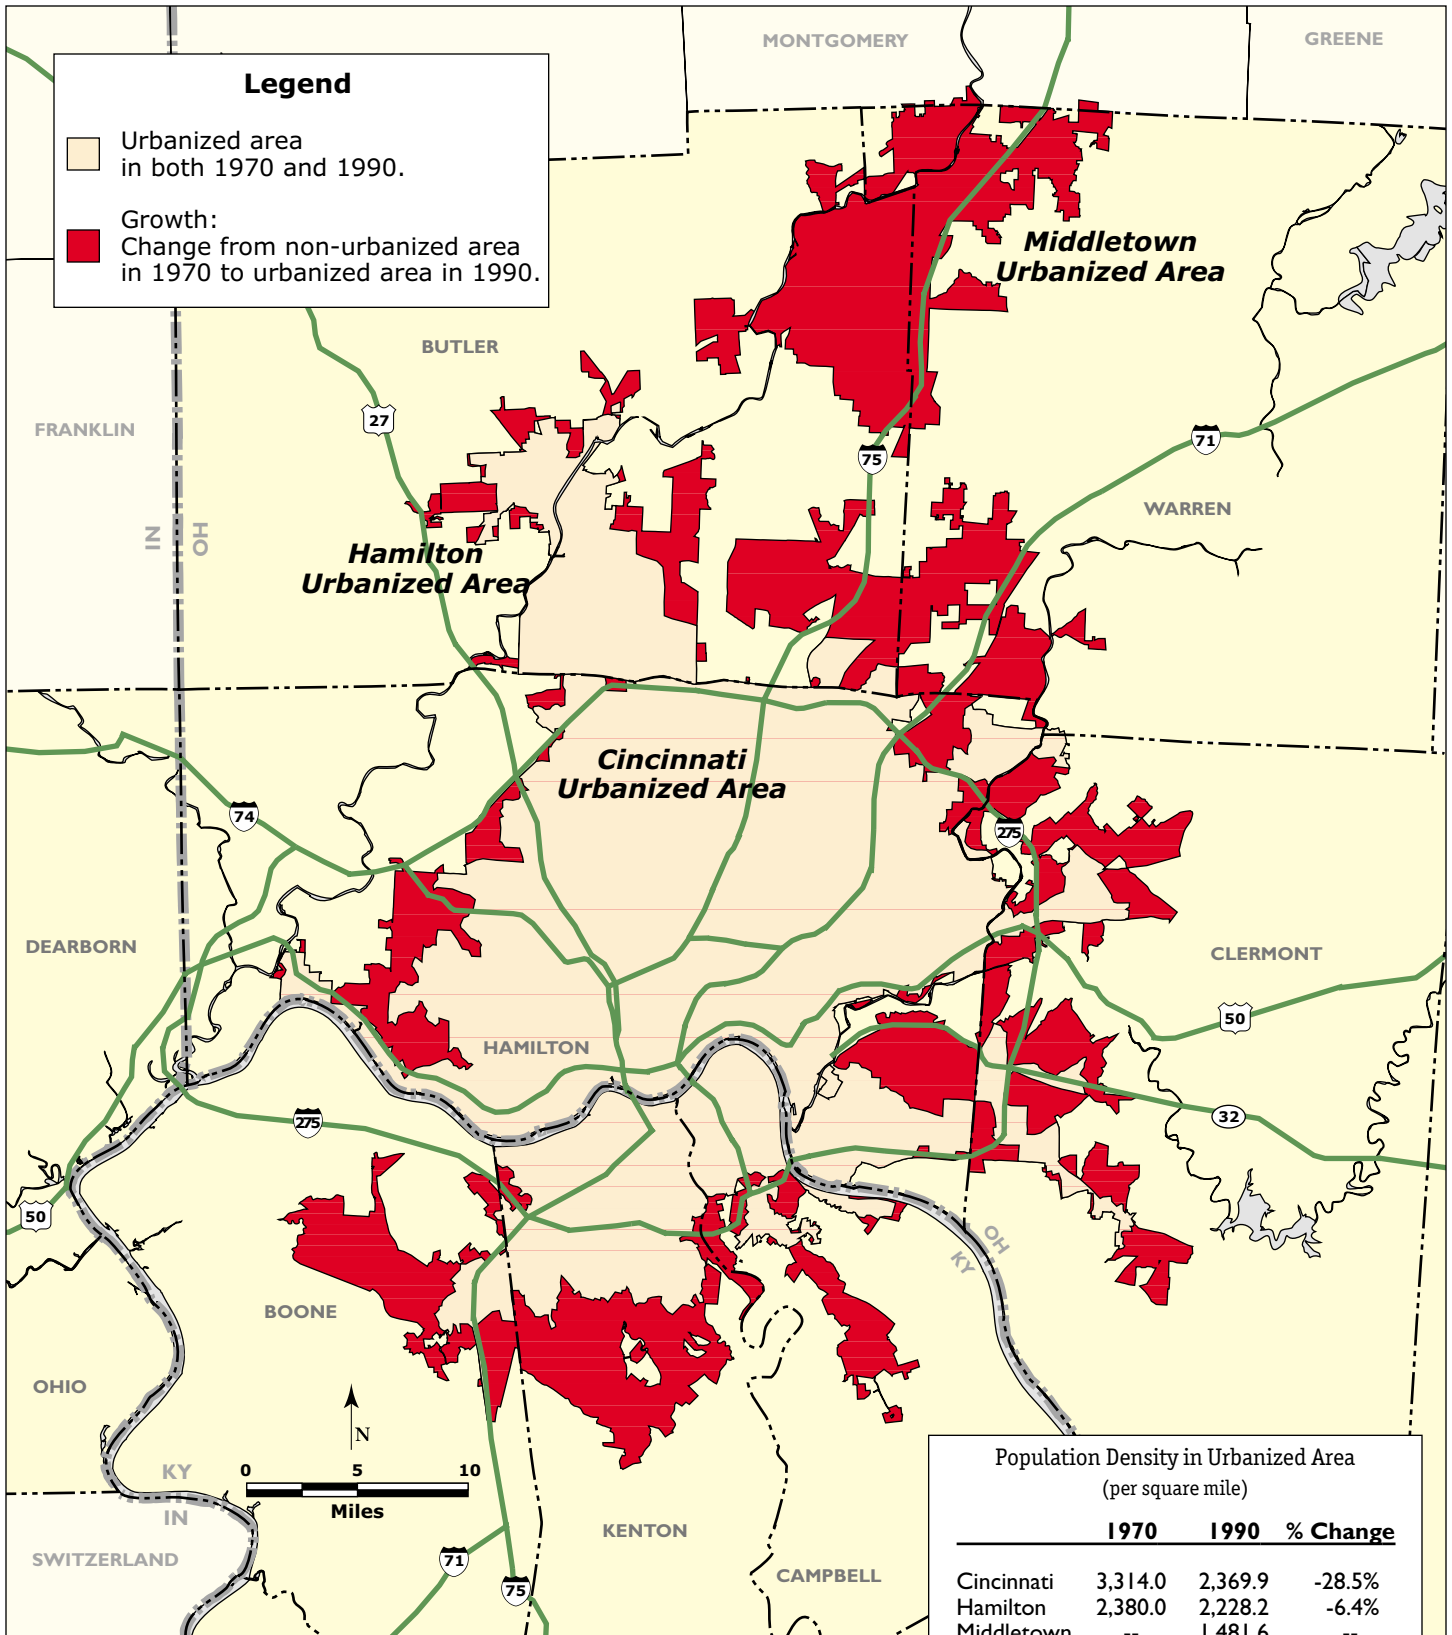 MONTGOMERY
GREENE
Legend
Urbanized area
in both 1970 and 1990.
Growth:
Change from non-urbanized area
in 1970 to urbanized area in 1990.
Middletown
Urbanized Area
BUTLER
FRANKLIN
27
75
71
WARREN
IN
OH
Hamilton
Urbanized Area
Cincinnati
Urbanized Area
74
275
DEARBORN
CLERMONT
50
HAMILTON
275
32
50
OH
KY
BOONE
OHIO
N
KY
IN
0 5 10
Miles
SWITZERLAND
71
75
KENTON
CAMPBELL
Population Density in Urbanized Area
(per square mile)
1970 1990 % Change
Cincinnati 3,314.0 2,369.9 -28.5%
Hamilton 2,380.0 2,228.2 -6.4%
Middletown -- 1,481.6 --